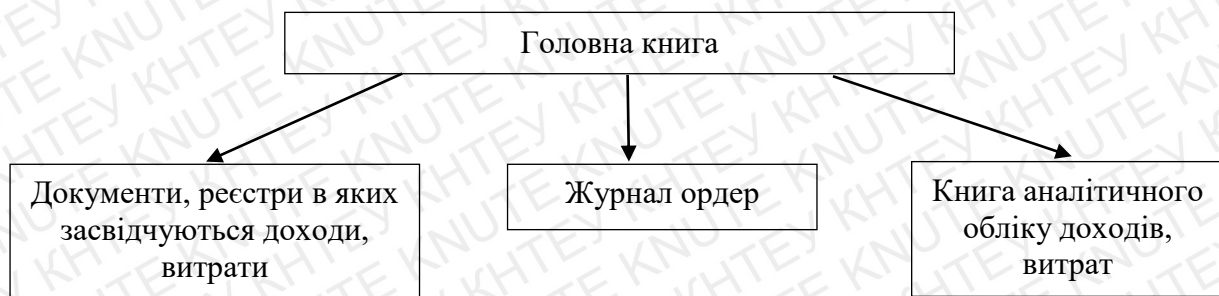 Головна книга
Документи, реєстри в яких
засвідчуються доходи,
витрати
Журнал ордер
Книга аналітичного
обліку доходів,
витрат